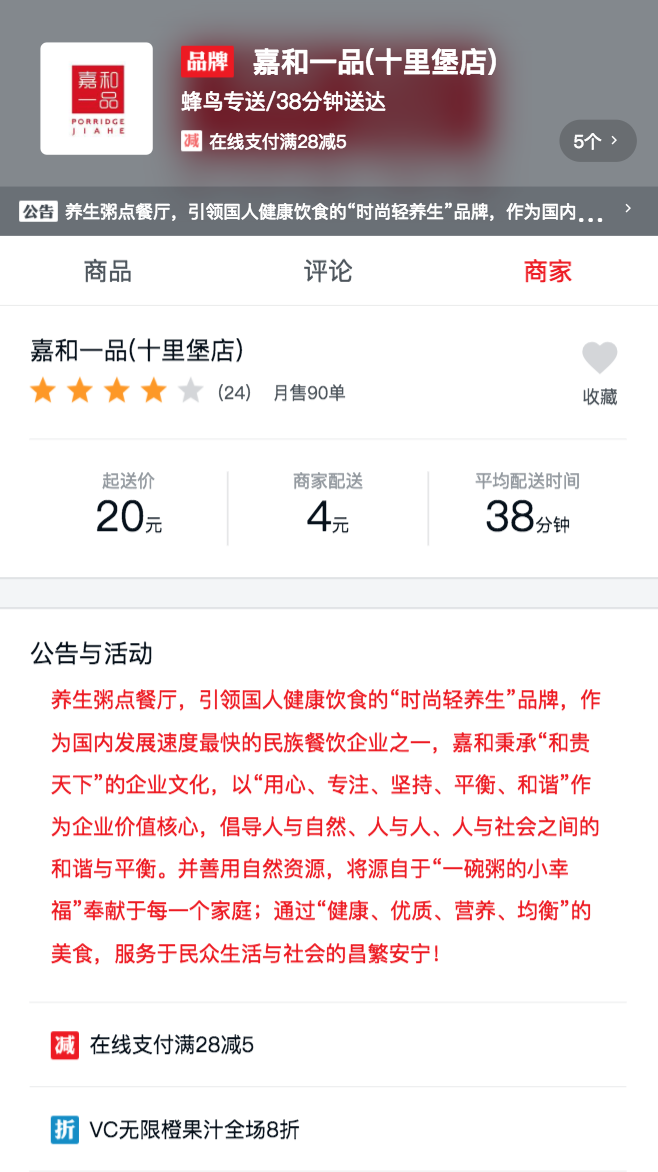 嘉和
一品
PORRIDGE
JIAHE
品牌 嘉和一品(十里堡店)
蜂鸟专送/38分钟送达
减 在线支付满28减5
5个 >
公告 养生粥点餐厅，引领国人健康饮食的“时尚轻养生”品牌，作为国内... >
商品 评论 商家
嘉和一品(十里堡店)
(24) 月售90单
收藏
起送价 商家配送 平均配送时间
20元 4元 38分钟
公告与活动
养生粥点餐厅，引领国人健康饮食的“时尚轻养生”品牌，作
为国内发展速度最快的民族餐饮企业之一，嘉和秉承“和贵
天下”的企业文化，以“用心、专注、坚持、平衡、和谐”作
为企业价值核心，倡导人与自然、人与人、人与社会之间的
和谐与平衡。并善用自然资源，将源自于“一碗粥的小幸
福”奉献于每一个家庭；通过“健康、优质、营养、均衡”的
美食，服务于民众生活与社会的昌繁安宁！
减 在线支付满28减5
折 VC无限橙果汁全场8折